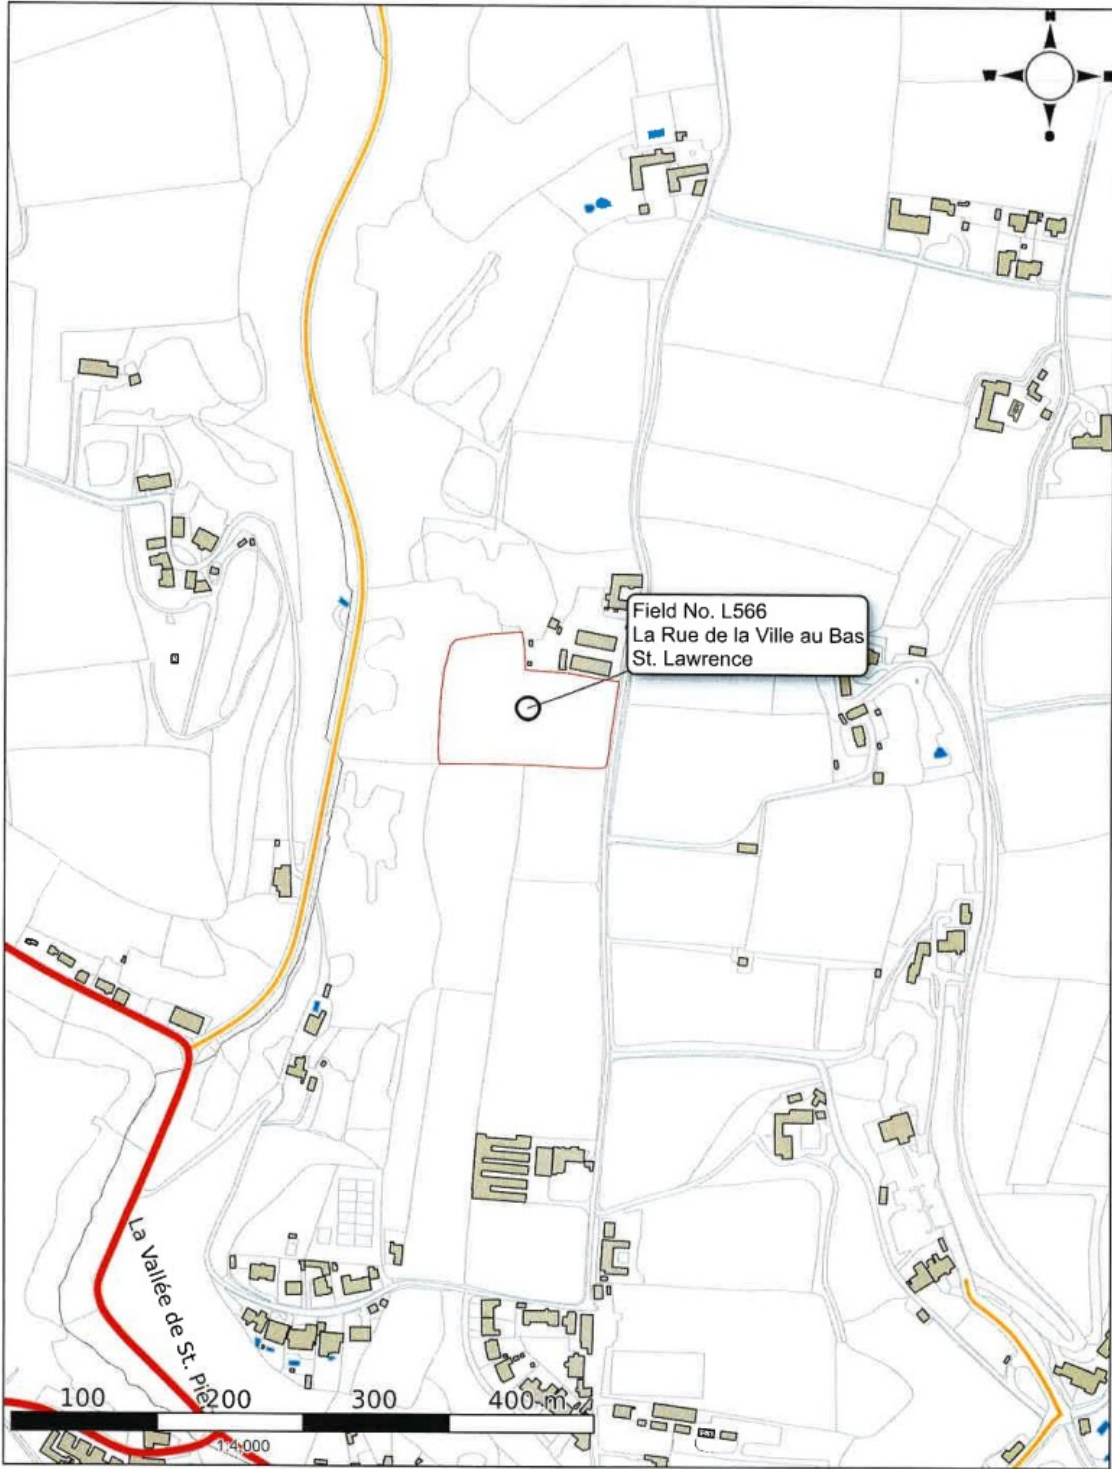 N
W
S
Field No. L566
La Rue de la Ville au Bas
St. Lawrence
La Vallée de St. Pie
100 200 300 400 m
1:4,000